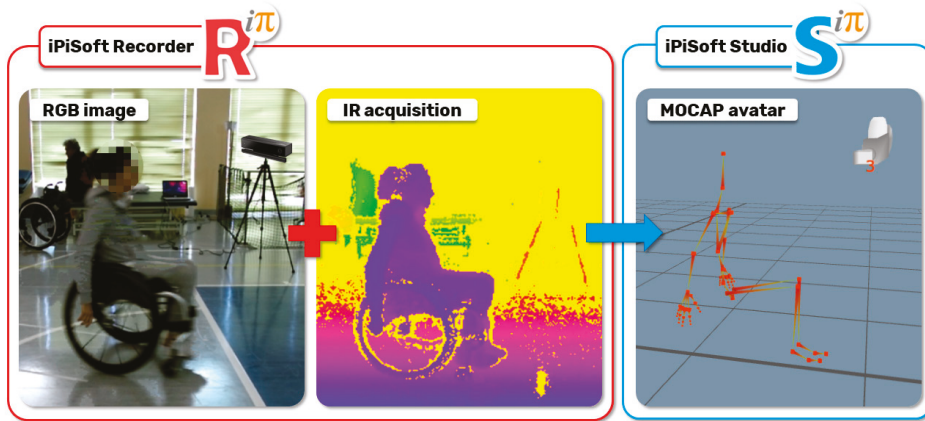 iPiSoft Recorder
R
iπ
iPiSoft Studio
S
iπ
RGB image
IR acquisition
MOCAP avatar
3